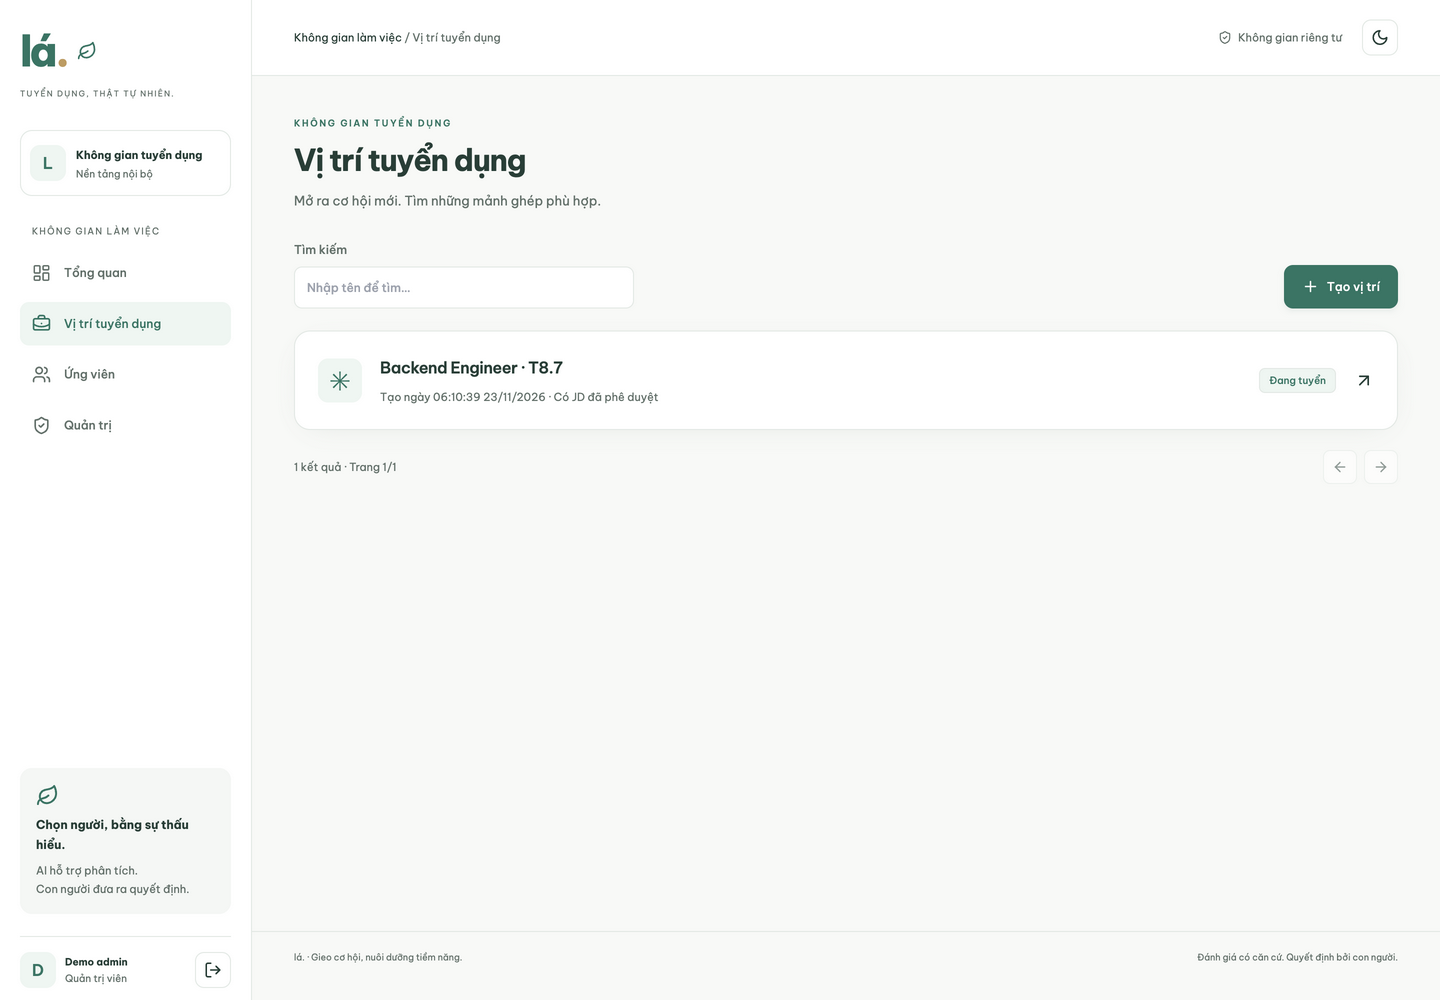 lá.
TUYỂN DỤNG, THẬT TỰ NHIÊN.
L
Không gian tuyển dụng
Nền tảng nội bộ
KHÔNG GIAN LÀM VIỆC
Tổng quan
Vị trí tuyển dụng
Ứng viên
Quản trị
Chọn người, bằng sự thấu
hiểu.
AI hỗ trợ phân tích.
Con người đưa ra quyết định.
D
Demo admin
Quản trị viên
Không gian làm việc / Vị trí tuyển dụng
Không gian riêng tư
KHÔNG GIAN TUYỂN DỤNG
Vị trí tuyển dụng
Mở ra cơ hội mới. Tìm những mảnh ghép phù hợp.
Tìm kiếm
Nhập tên để tìm...
Tạo vị trí
Backend Engineer · T8.7
Tạo ngày 06:10:39 23/11/2026 · Có JD đã phê duyệt
Đang tuyển
1 kết quả · Trang 1/1
lá. · Gieo cơ hội, nuôi dưỡng tiềm năng.
Đánh giá có căn cứ. Quyết định bởi con người.